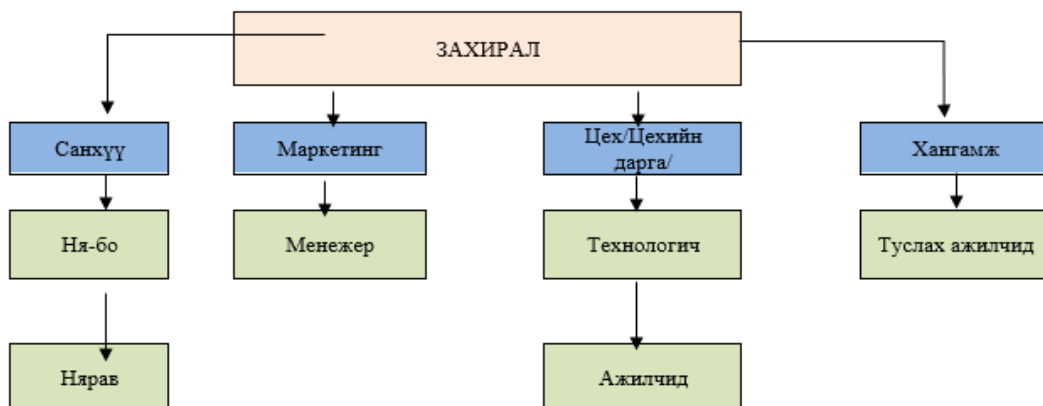 ЗАХИРАЛ
Санхүү
Маркетинг
Цех/Цехийн
дарга/
Хангамж
Ня-бо
Менежер
Технологич
Туслах ажилчид
Нярав
Ажилчид